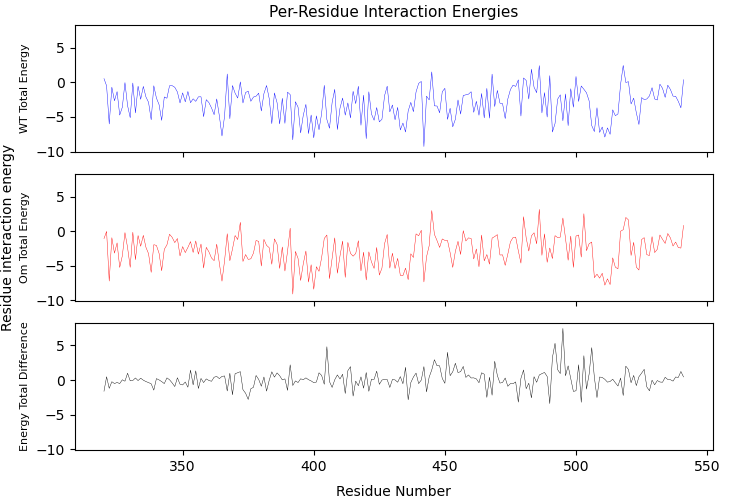 Per-Residue Interaction Energies
Residue interaction energy
WT Total Energy
5
0
−5
−10
Om Total Energy
5
0
−5
−10
Energy Total Difference
5
0
−5
−10
350 400 450 500 550
Residue Number